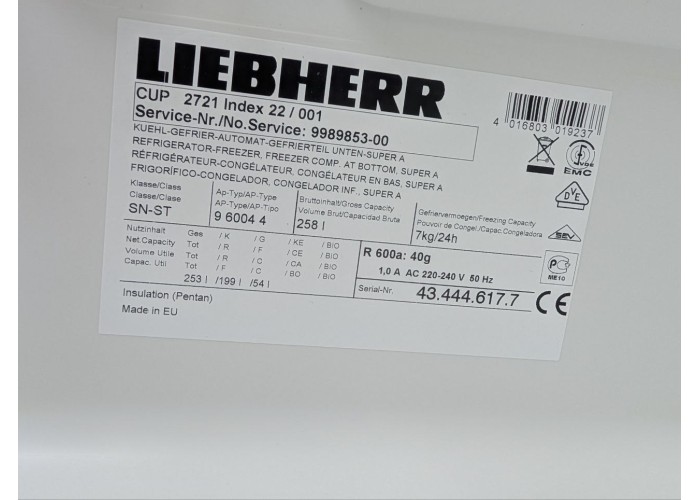 LIEBHERR
CUP 2721 Index 22 / 001
Service-Nr./No.Service: 9989853-00
KUEHL-GEFRIER-AUTOMAT-GEFRIERTEIL UNTEN-SUPER A
REFRIGERATOR-FREEZER, FREEZER COMP. AT BOTTOM, SUPER A
RÉFRIGÉRATEUR-CONGÉLATEUR, CONGÉLATEUR EN BAS, SUPER A
FRIGORÍFICO-CONGELADOR, CONGELADOR INF., SUPER A
4 016803 019237
VDE
EMC
Klasse/Class
Classe/Clase
SN-ST
Ap-Typ/AP-Type
AP-Type/AP-Tipo
9 6004 4
Bruttoinhalt/Gross Capacity
Volume Brut/Capacidad Bruta
258 l
Gefriervermoegen/Freezing Capacity
Pouvoir de Congel./Cap.Congeladora
7kg/24h
DVE
SEV
Nutzinhalt Ges / K / G / KE / BIO
Net.Capacity Tot / R / F / CE / BIO
Volume Utile Tot / R / C / CA / BIO
Capac. Util Tot / F / C / BO / BIO
253 l /199 l /54 l
R 600a: 40g
1,0 A AC 220-240 V 50 Hz
Serial-Nr. 43.444.617.7
ME10
CE
Insulation (Pentan)
Made in EU